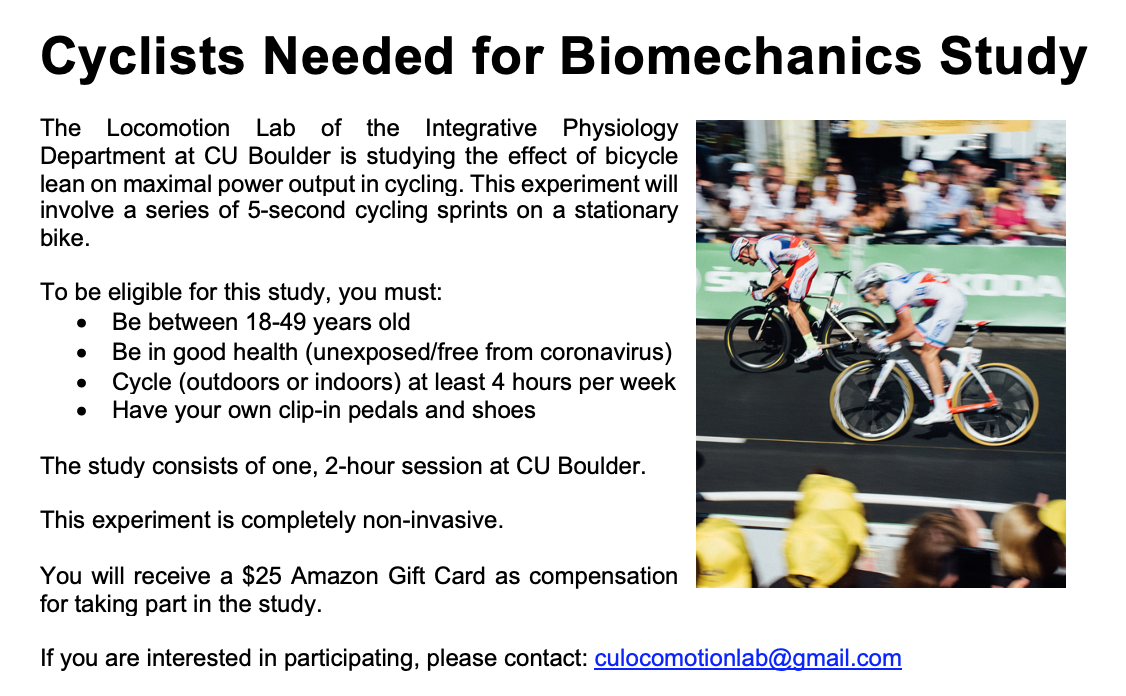 Cyclists Needed for Biomechanics Study
The Locomotion Lab of the Integrative Physiology
Department at CU Boulder is studying the effect of bicycle
lean on maximal power output in cycling. This experiment will
involve a series of 5-second cycling sprints on a stationary
bike.
To be eligible for this study, you must:
• Be between 18-49 years old
• Be in good health (unexposed/free from coronavirus)
• Cycle (outdoors or indoors) at least 4 hours per week
• Have your own clip-in pedals and shoes
The study consists of one, 2-hour session at CU Boulder.
This experiment is completely non-invasive.
You will receive a $25 Amazon Gift Card as compensation
for taking part in the study.
If you are interested in participating, please contact: culocomotionlab@gmail.com
ŠKODA